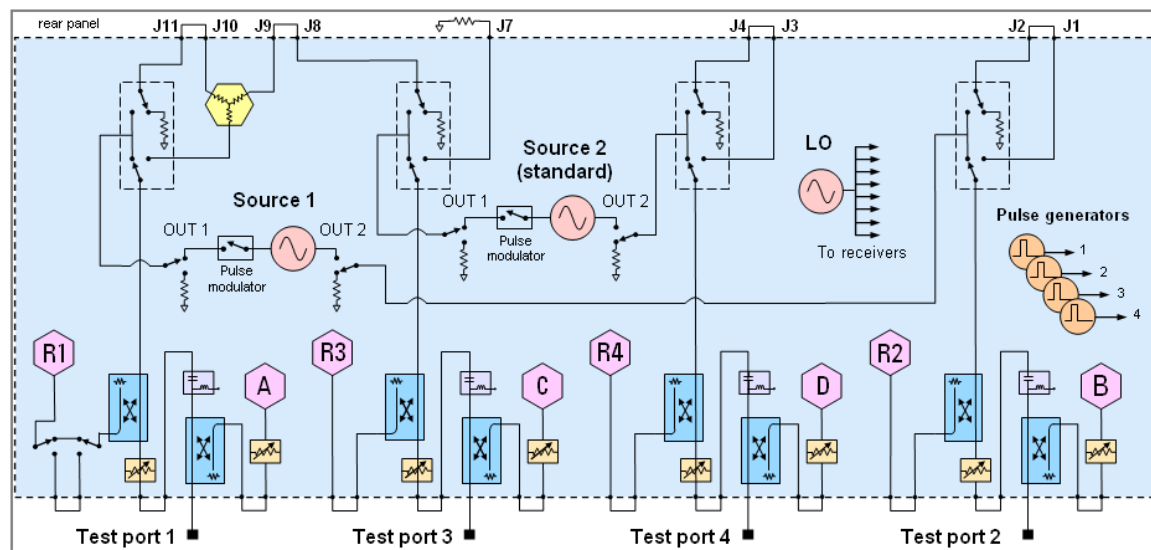 rear panel
J11 J10 J9 J8 J7 J4 J3 J2 J1
Source 1
OUT 1
OUT 2
Pulse
modulator
Source 2
(standard)
OUT 1
OUT 2
Pulse
modulator
LO
To receivers
Pulse generators
1
2
3
4
R1 A R3 C R4 D R2 B
Test port 1 Test port 3 Test port 4 Test port 2